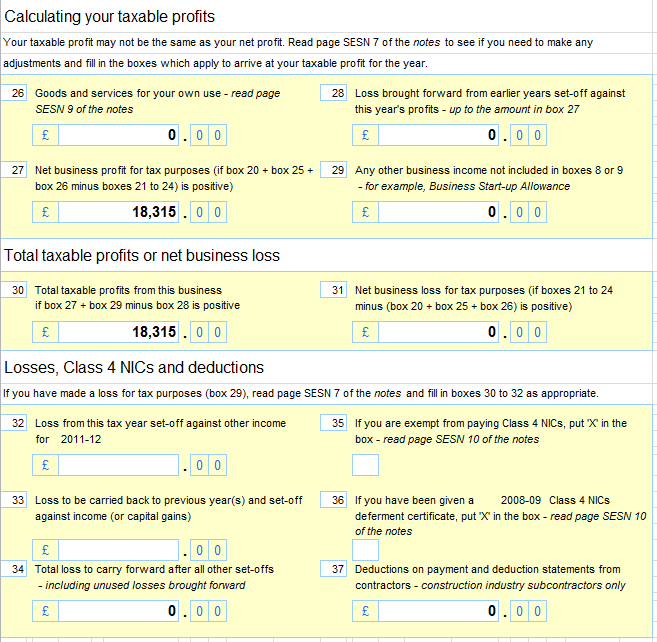 Calculating your taxable profits
Your taxable profit may not be the same as your net profit. Read page SESN 7 of the notes to see if you need to make any
adjustments and fill in the boxes which apply to arrive at your taxable profit for the year.
26 Goods and services for your own use - read page
SESN 9 of the notes
£ 0 . 0 0
28 Loss brought forward from earlier years set-off against
this year's profits - up to the amount in box 27
£ 0 . 0 0
27 Net business profit for tax purposes (if box 20 + box 25 +
box 26 minus boxes 21 to 24) is positive)
£ 18,315 . 0 0
29 Any other business income not included in boxes 8 or 9
- for example, Business Start-up Allowance
£ 0 . 0 0
Total taxable profits or net business loss
30 Total taxable profits from this business
if box 27 + box 29 minus box 28 is positive
£ 18,315 . 0 0
31 Net business loss for tax purposes (if boxes 21 to 24
minus (box 20 + box 25 + box 26) is positive)
£ 0 . 0 0
Losses, Class 4 NICs and deductions
If you have made a loss for tax purposes (box 29), read page SESN 7 of the notes and fill in boxes 30 to 32 as appropriate.
32 Loss from this tax year set-off against other income
for 2011-12
£ . 0 0
35 If you are exempt from paying Class 4 NICs, put 'X' in the
box - read page SESN 10 of the notes
33 Loss to be carried back to previous year(s) and set-off
against income (or capital gains)
£ . 0 0
36 If you have been given a 2008-09 Class 4 NICs
deferment certificate, put 'X' in the box - read page SESN 10
of the notes
34 Total loss to carry forward after all other set-offs
- including unused losses brought forward
£ 0 . 0 0
37 Deductions on payment and deduction statements from
contractors - construction industry subcontractors only
£ 0 . 0 0